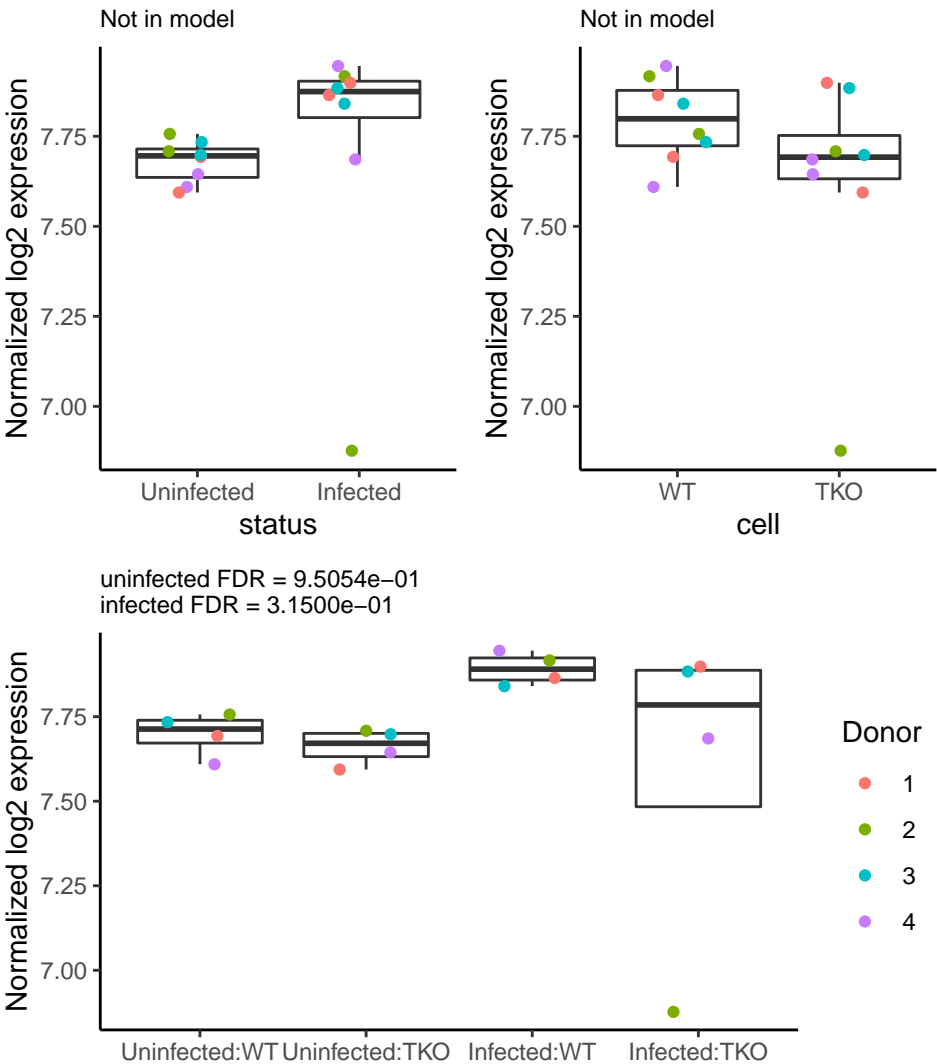 Not in model
Normalized log2 expression
7.75
7.50
7.25
7.00
Uninfected Infected
status
Not in model
Normalized log2 expression
7.75
7.50
7.25
7.00
WT TKO
cell
uninfected FDR = 9.5054e−01
infected FDR = 3.1500e−01
Normalized log2 expression
7.75
7.50
7.25
7.00
Uninfected:WT Uninfected:TKO Infected:WT Infected:TKO
Donor
1
2
3
4